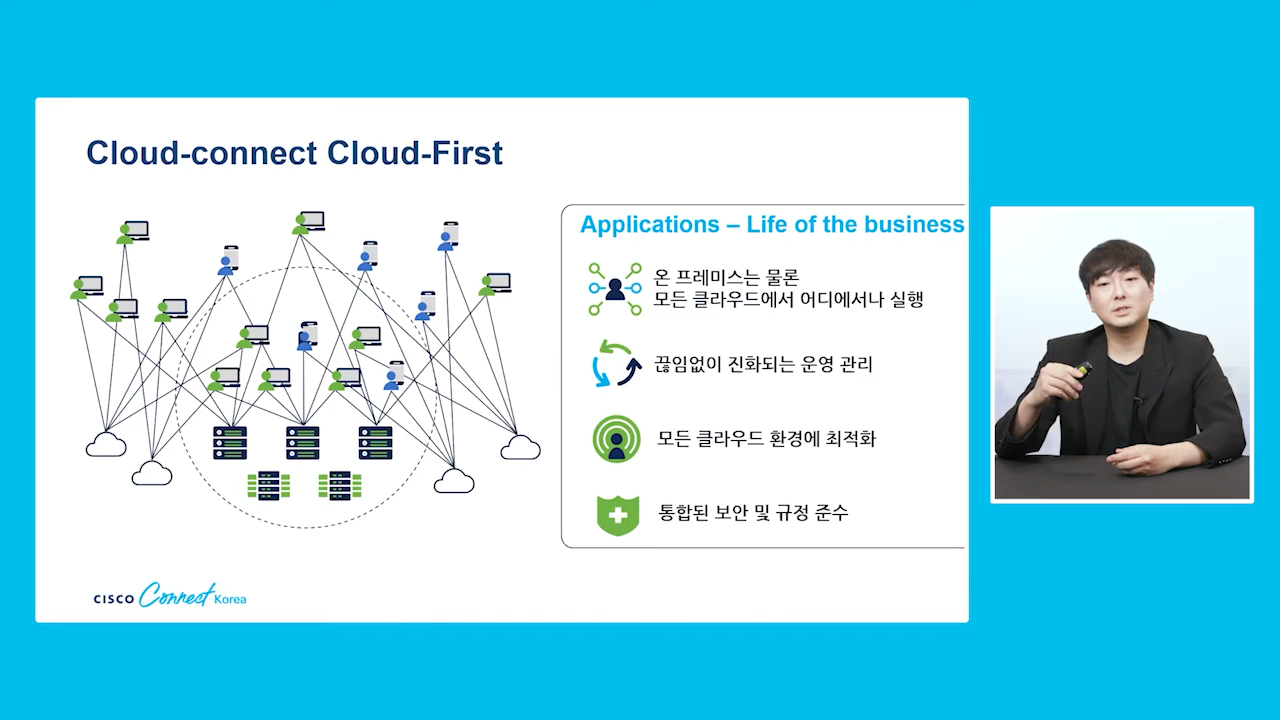 Cloud-connect Cloud-First
Applications – Life of the business
온 프레미스는 물론
모든 클라우드에서 어디에서나 실행
끊임없이 진화되는 운영 관리
모든 클라우드 환경에 최적화
통합된 보안 및 규정 준수
CISCO Connect Korea